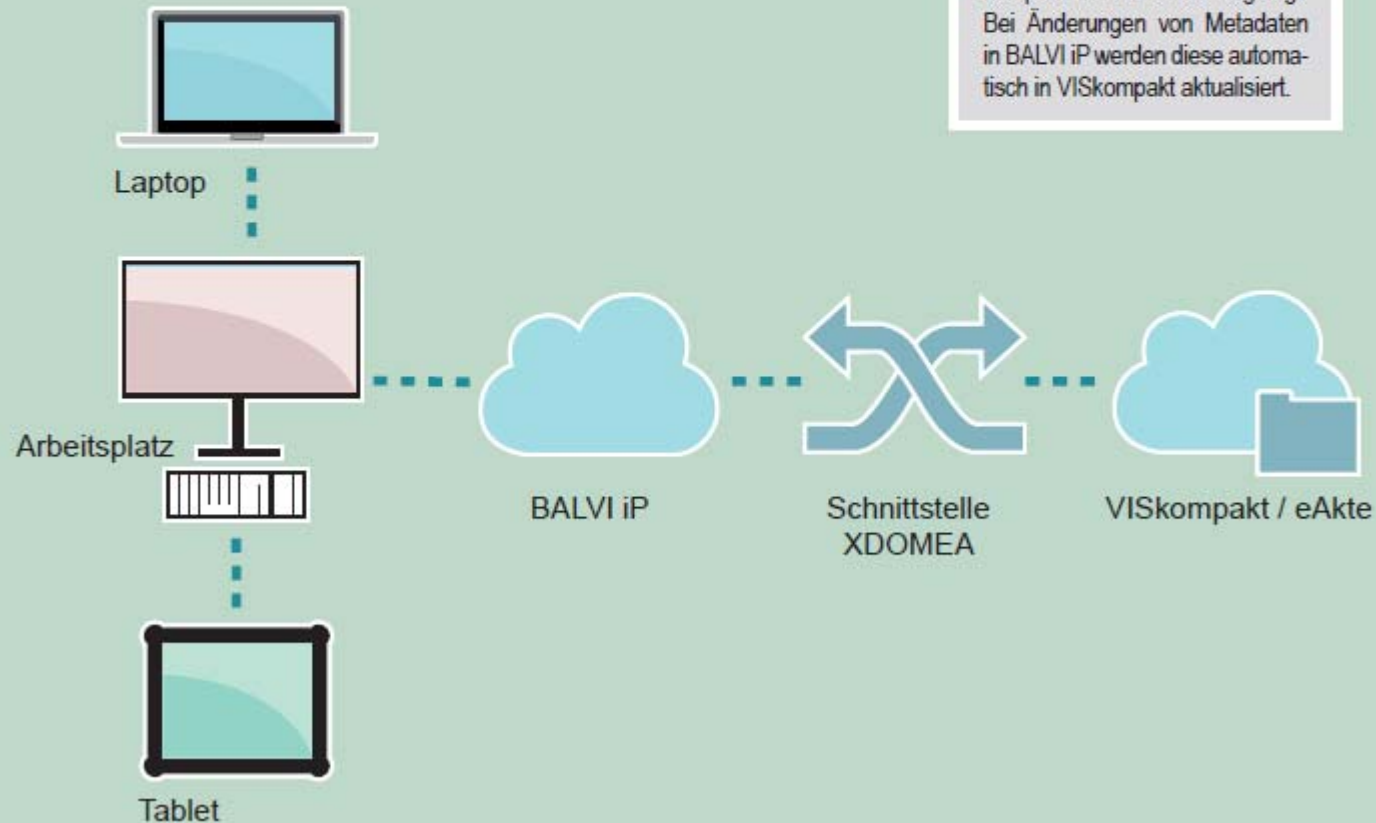 Bei Änderungen von Metadaten
in BALVI iP werden diese automa-
tisch in VISkompakt aktualisiert.
Laptop
Arbeitsplatz
BALVI iP
Schnittstelle
XDOMEA
VISkompakt / eAkte
Tablet